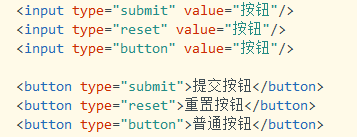 <input type="submit" value="按钮"/>
<input type="reset" value="按钮"/>
<input type="button" value="按钮"/>
<button type="submit">提交按钮</button>
<button type="reset">重置按钮</button>
<button type="button">普通按钮</button>